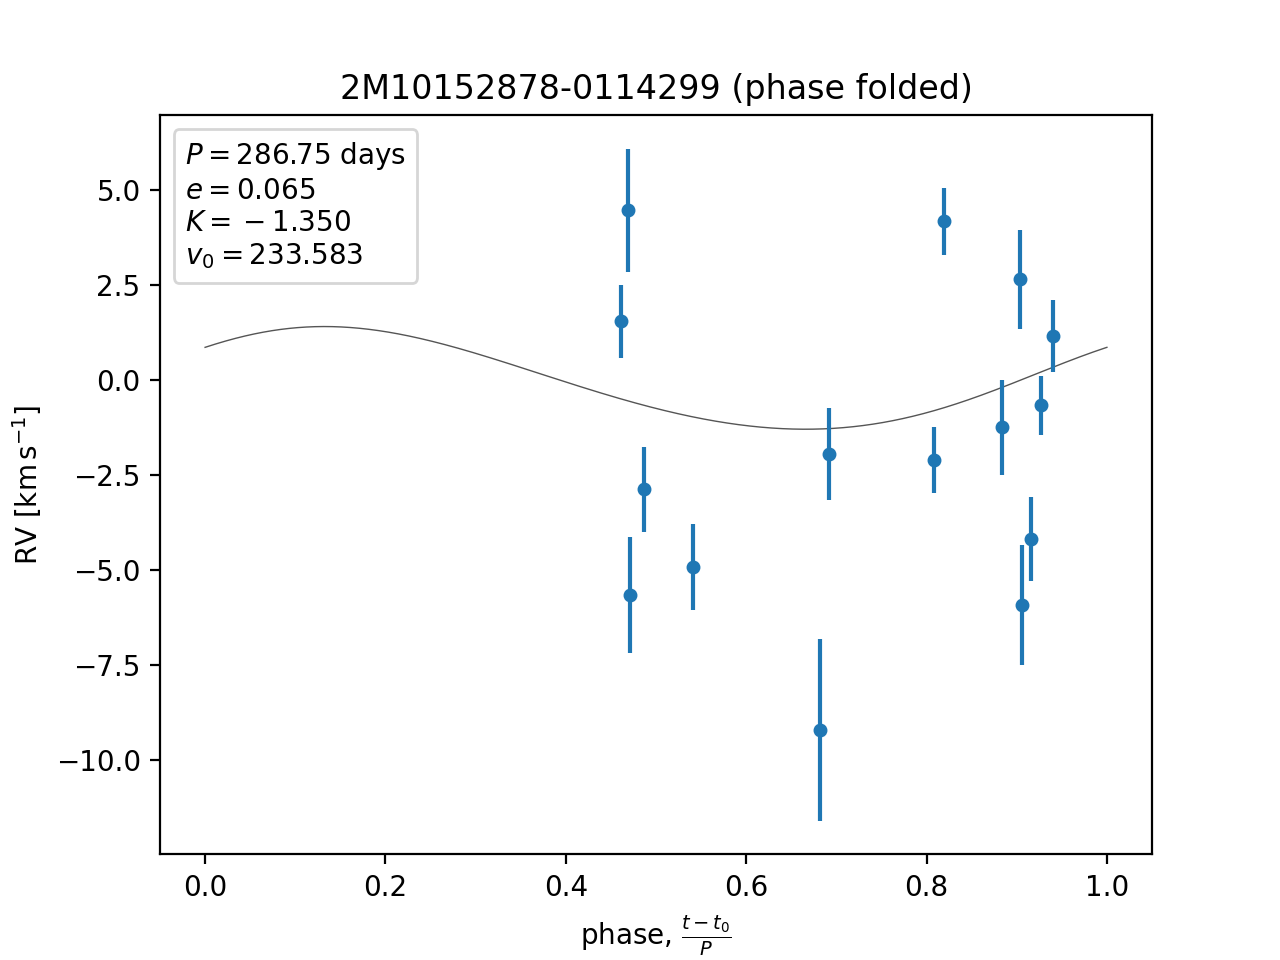 2M10152878-0114299 (phase folded)
P = 286.75 days
e = 0.065
K = −1.350
v₀ = 233.583
RV [km s⁻¹]
5.0
2.5
0.0
−2.5
−5.0
−7.5
−10.0
0.0 0.2 0.4 0.6 0.8 1.0
phase, (t − t₀)/P